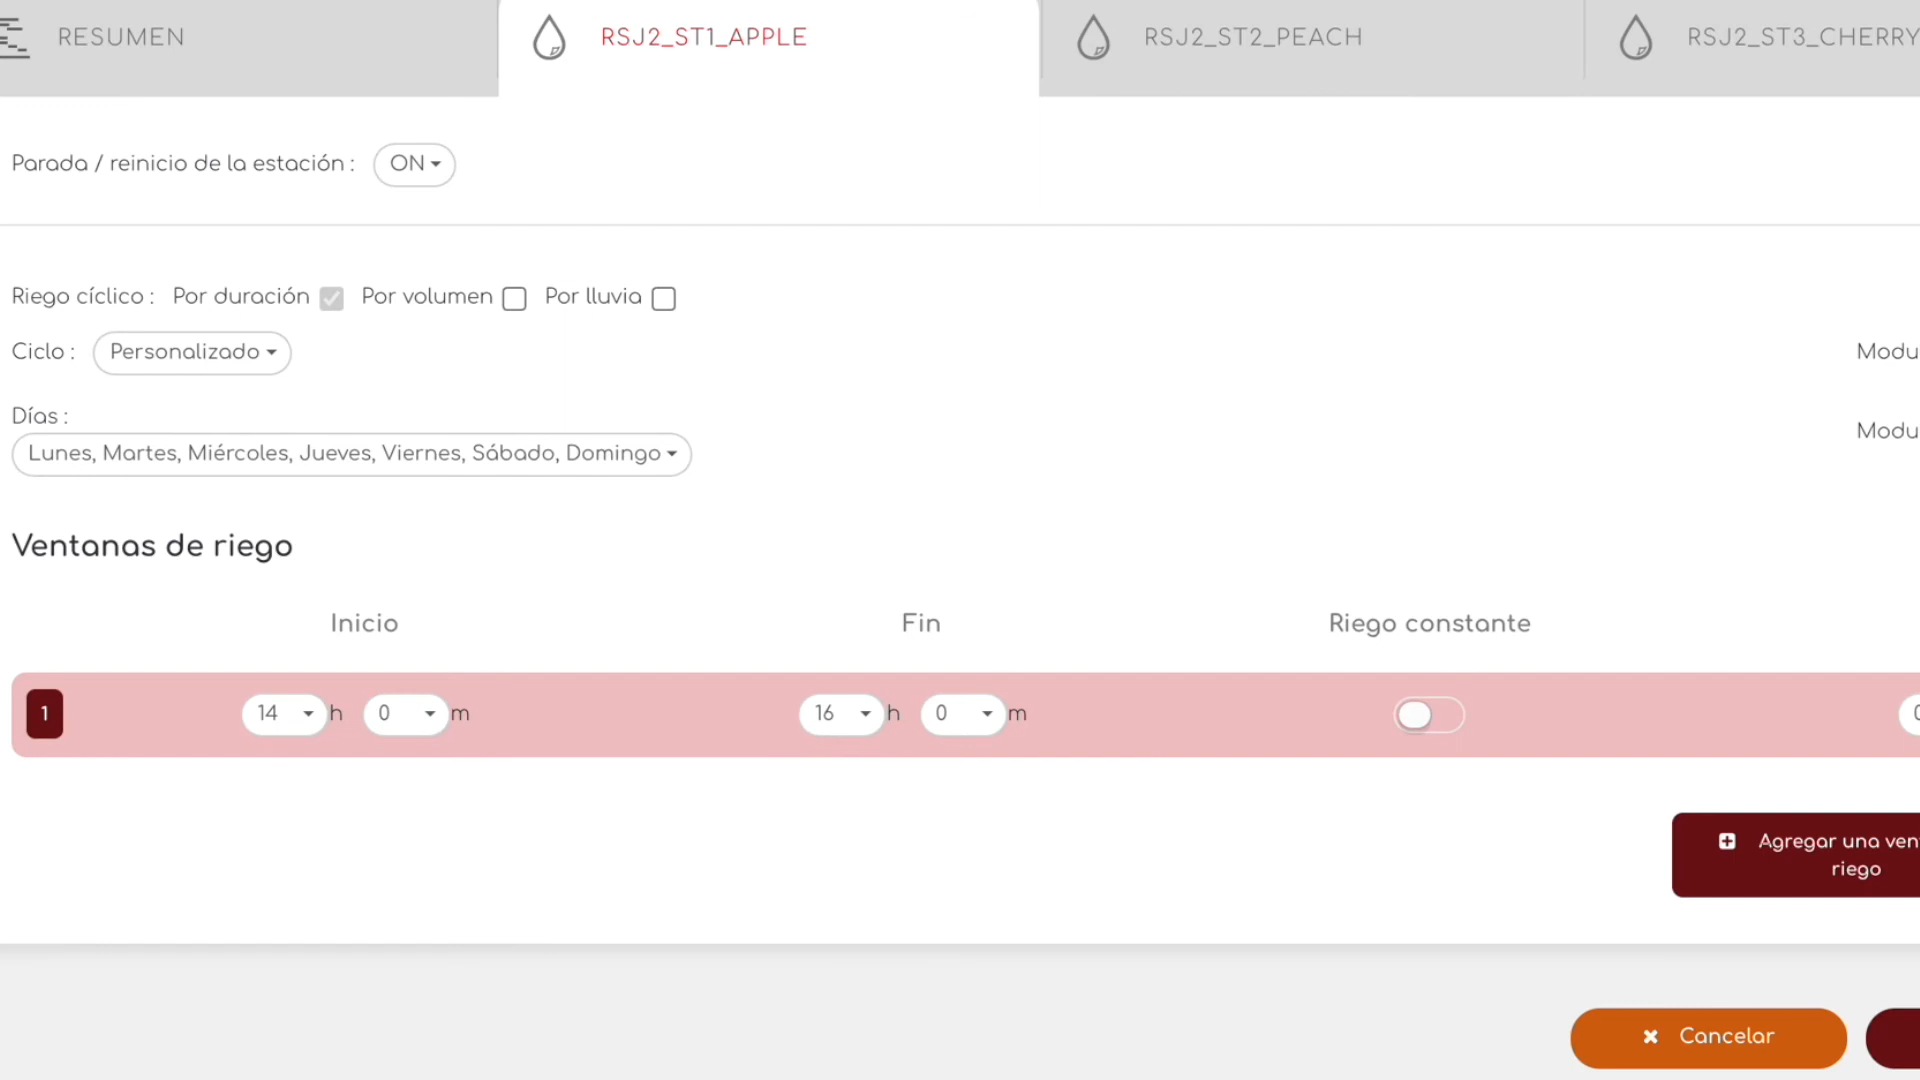 RESUMEN
RSJ2_ST1_APPLE
RSJ2_ST2_PEACH
RSJ2_ST3_CHERRY
Parada / reinicio de la estación : ON
Riego cíclico : Por duración Por volumen Por lluvia
Ciclo : Personalizado
Modu
Días :
Modu
Lunes, Martes, Miércoles, Jueves, Viernes, Sábado, Domingo
Ventanas de riego
Inicio Fin Riego constante
1 14 h 0 m 16 h 0 m
Agregar una ven
riego
Cancelar